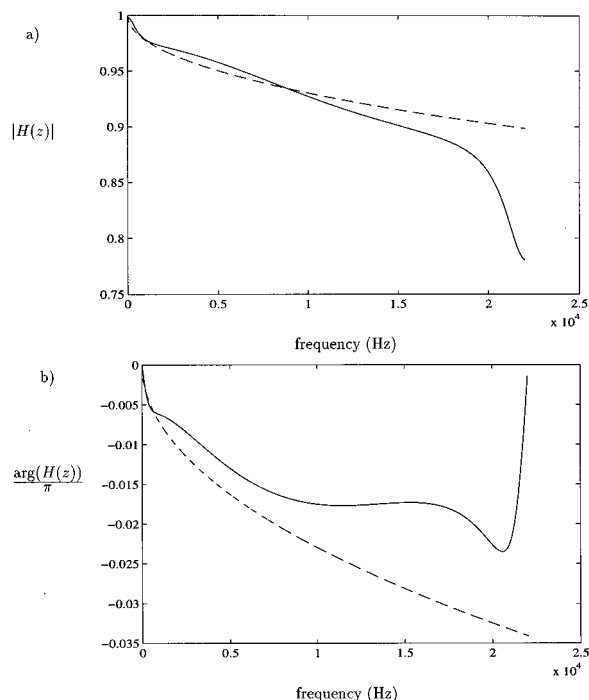 a)
|H(z)|
1
0.95
0.9
0.85
0.8
0.75
0 0.5 1 1.5 2 2.5
x 10^4
frequency (Hz)
b)
arg(H(z))
π
0
−0.005
−0.01
−0.015
−0.02
−0.025
−0.03
−0.035
0 0.5 1 1.5 2 2.5
x 10^4
frequency (Hz)